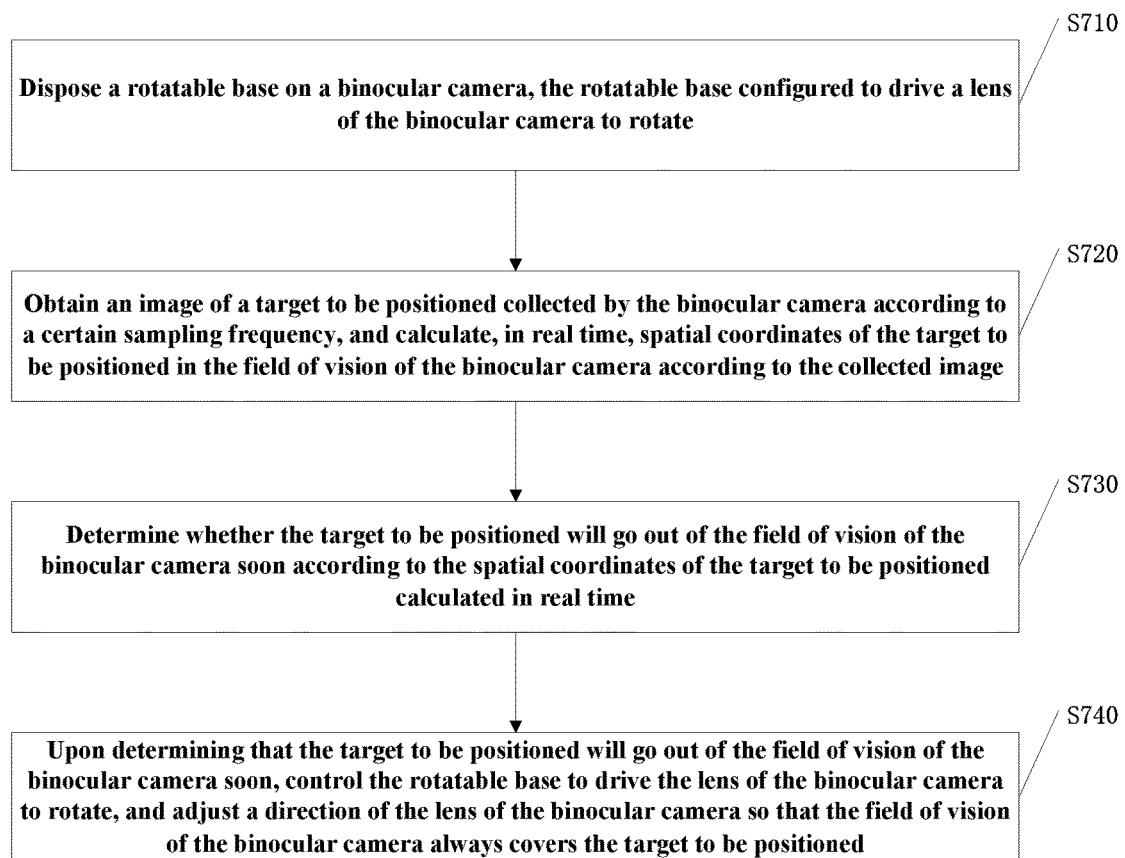 S710
Dispose a rotatable base on a binocular camera, the rotatable base configured to drive a lens
of the binocular camera to rotate
S720
Obtain an image of a target to be positioned collected by the binocular camera according to
a certain sampling frequency, and calculate, in real time, spatial coordinates of the target to
be positioned in the field of vision of the binocular camera according to the collected image
S730
Determine whether the target to be positioned will go out of the field of vision of the
binocular camera soon according to the spatial coordinates of the target to be positioned
calculated in real time
S740
Upon determining that the target to be positioned will go out of the field of vision of the
binocular camera soon, control the rotatable base to drive the lens of the binocular camera
to rotate, and adjust a direction of the lens of the binocular camera so that the field of vision
of the binocular camera always covers the target to be positioned